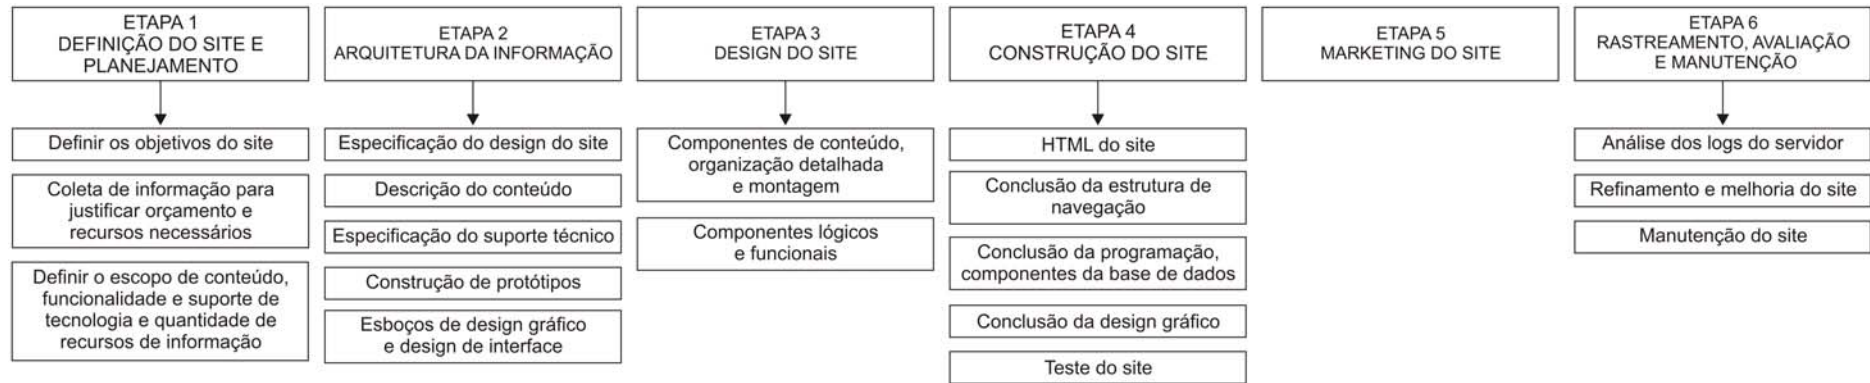 ETAPA 1
DEFINIÇÃO DO SITE E
PLANEJAMENTO
Definir os objetivos do site
Coleta de informação para
justificar orçamento e
recursos necessários
Definir o escopo de conteúdo,
funcionalidade e suporte de
tecnologia e quantidade de
recursos de informação
ETAPA 2
ARQUITETURA DA INFORMAÇÃO
Especificação do design do site
Descrição do conteúdo
Especificação do suporte técnico
Construção de protótipos
Esboços de design gráfico
e design de interface
ETAPA 3
DESIGN DO SITE
Componentes de conteúdo,
organização detalhada
e montagem
Componentes lógicos
e funcionais
ETAPA 4
CONSTRUÇÃO DO SITE
HTML do site
Conclusão da estrutura de
navegação
Conclusão da programação,
componentes da base de dados
Conclusão da design gráfico
Teste do site
ETAPA 5
MARKETING DO SITE
ETAPA 6
RASTREAMENTO, AVALIAÇÃO
E MANUTENÇÃO
Análise dos logs do servidor
Refinamento e melhoria do site
Manutenção do site